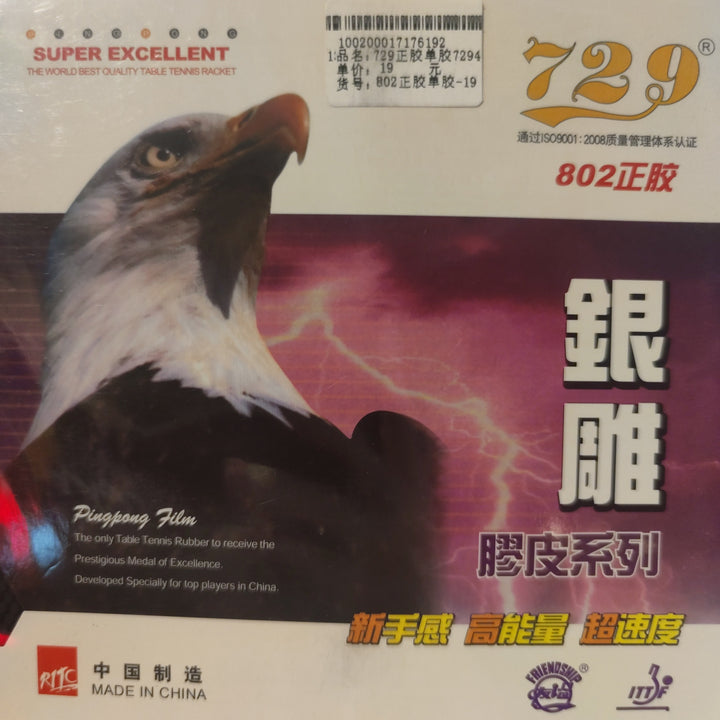 PING PONG
SUPER EXCELLENT
THE WORLD BEST QUALITY TABLE TENNIS RACKET
100200017176192
品名：729正胶单胶7294
单价：19 元
货号：802正胶单胶-19
729®
通过ISO9001:2008质量管理体系认证
802正胶
銀
雕
膠皮系列
Pingpong Film
The only Table Tennis Rubber to receive the
Prestigious Medal of Excellence.
Developed Specially for top players in China.
新手感 高能量 超速度
RITC
中国制造
MADE IN CHINA
FRIENDSHIP®
ITTF